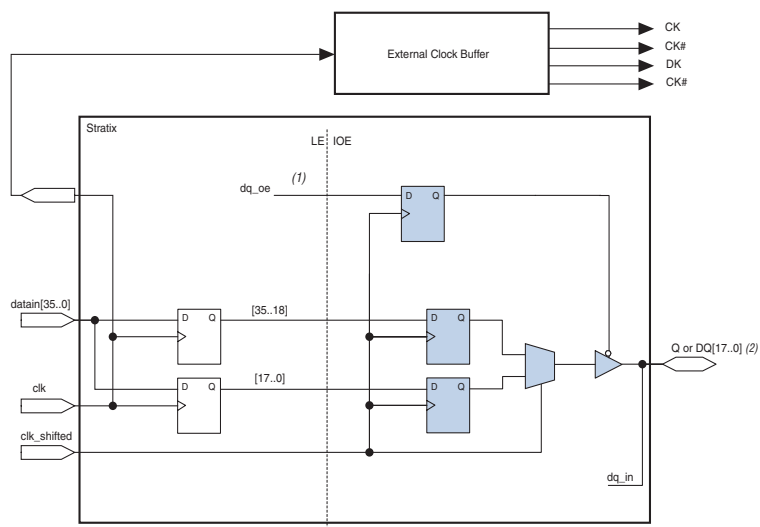 CK
External Clock Buffer
CK#
DK
CK#
Stratix
LE IOE
(1)
dq_oe
D Q
datain[35..0]
[35..18]
D Q
D Q
Q or DQ[17..0] (2)
[17..0]
D Q
D Q
clk
clk_shifted
dq_in